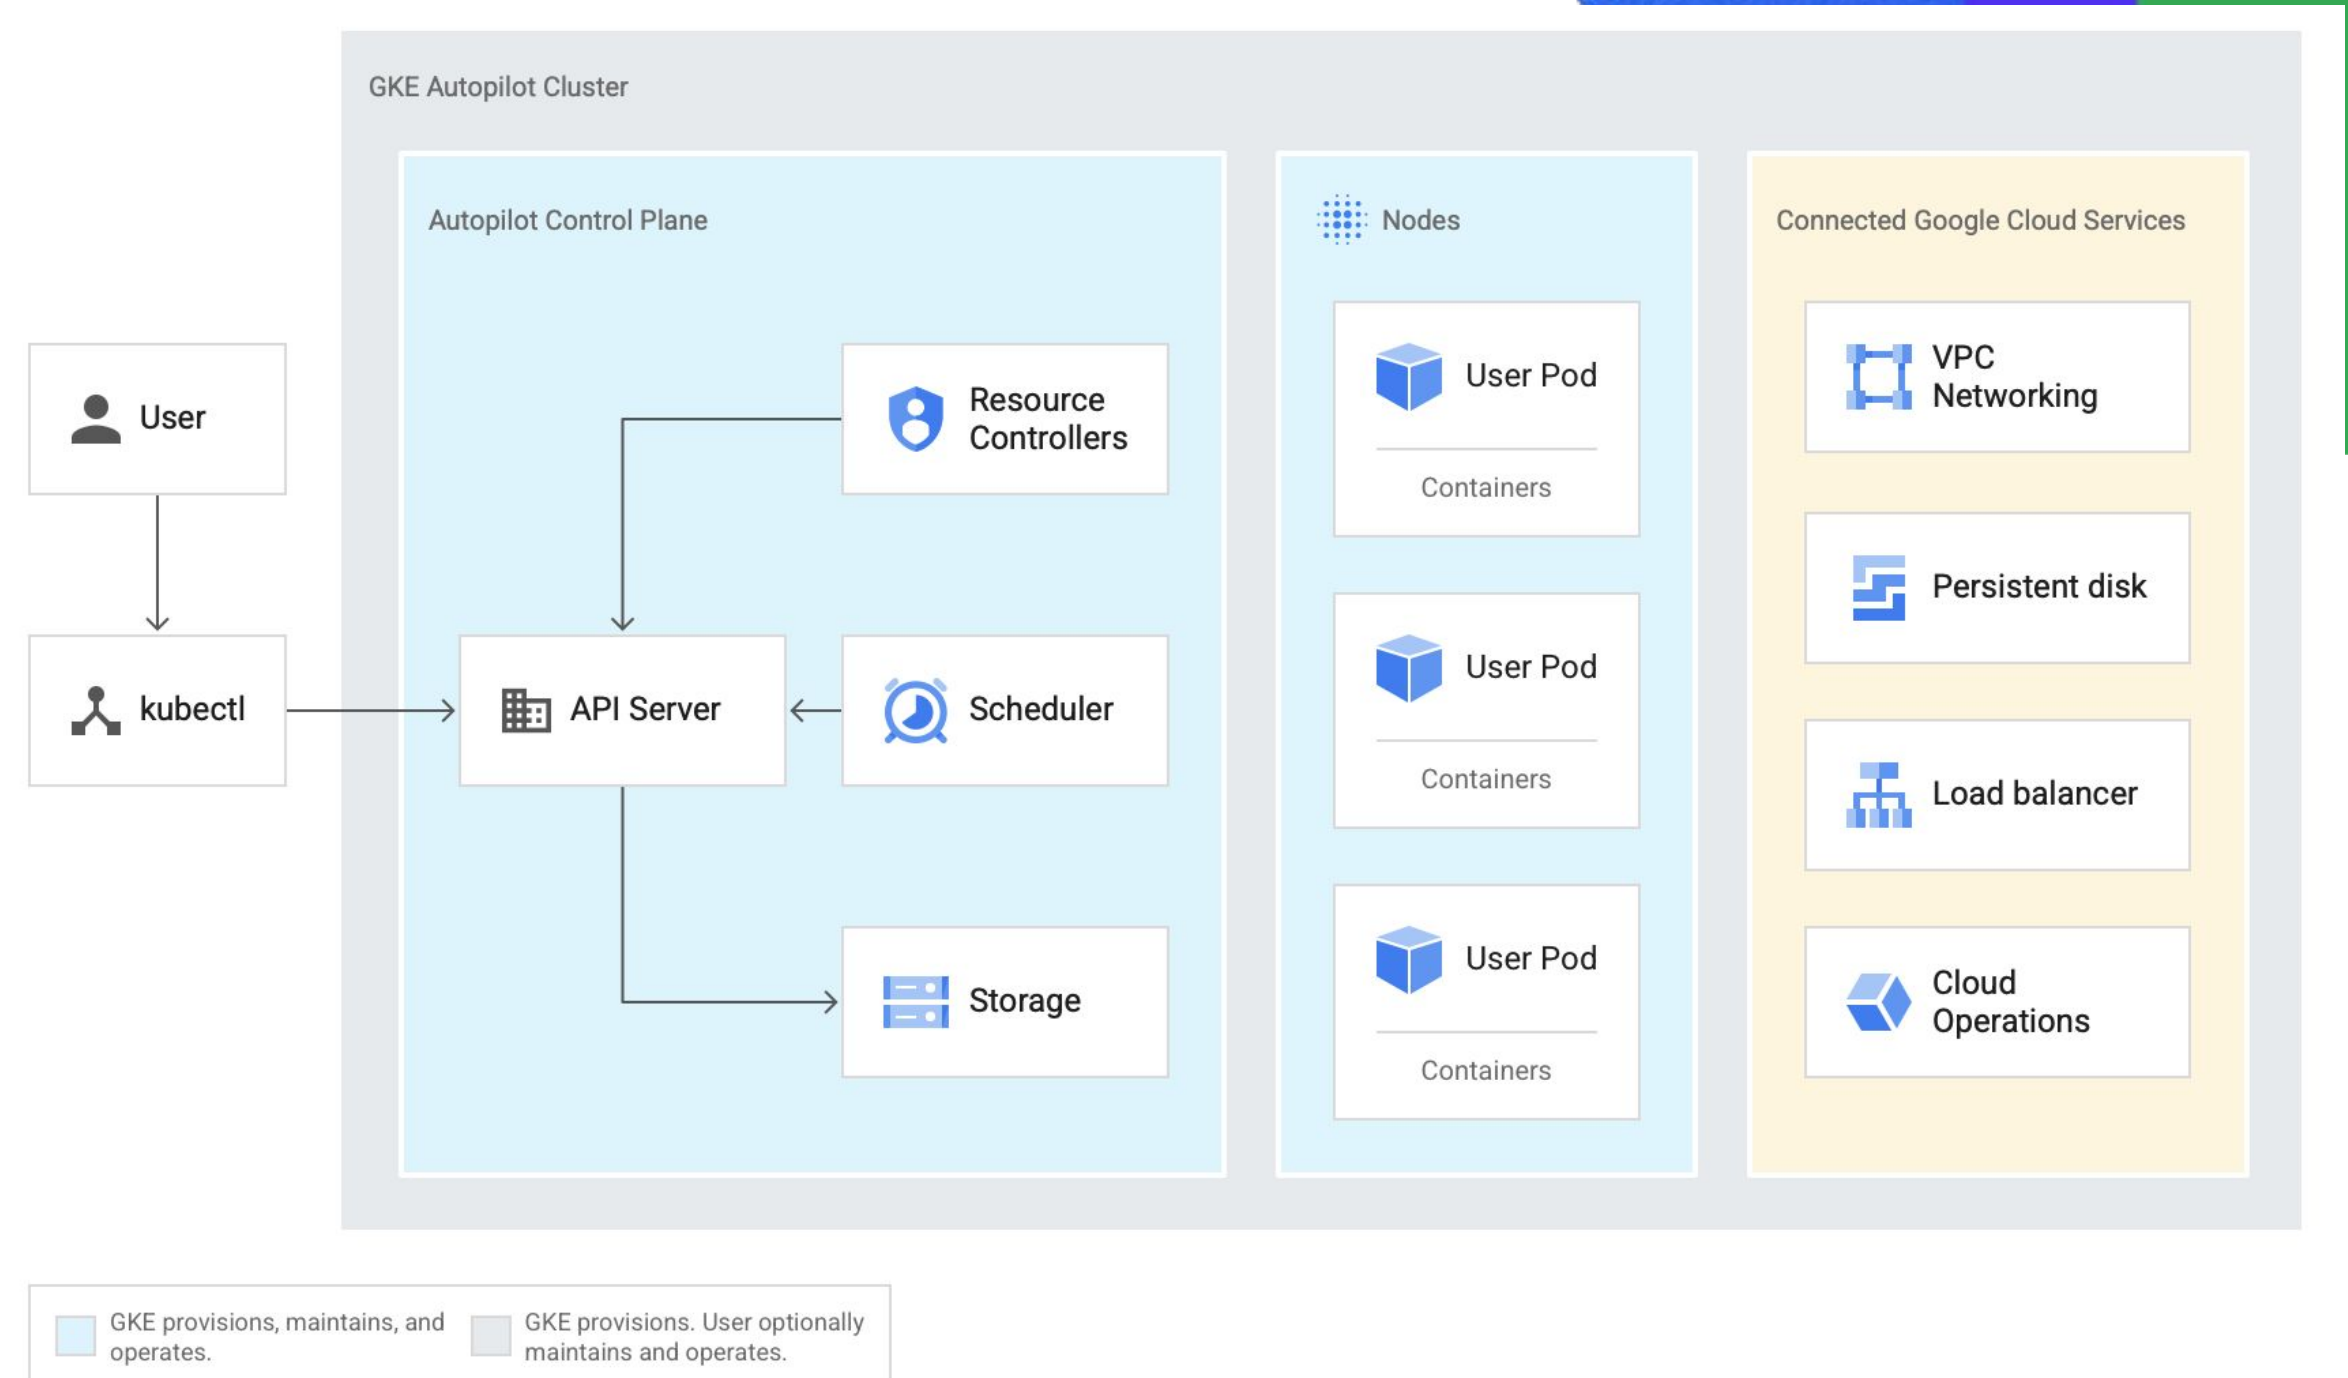 GKE Autopilot Cluster
Autopilot Control Plane
Nodes
Connected Google Cloud Services
User
kubectl
Resource
Controllers
API Server
Scheduler
Storage
User Pod
Containers
User Pod
Containers
User Pod
Containers
VPC
Networking
Persistent disk
Load balancer
Cloud
Operations
GKE provisions, maintains, and
operates.
GKE provisions. User optionally
maintains and operates.